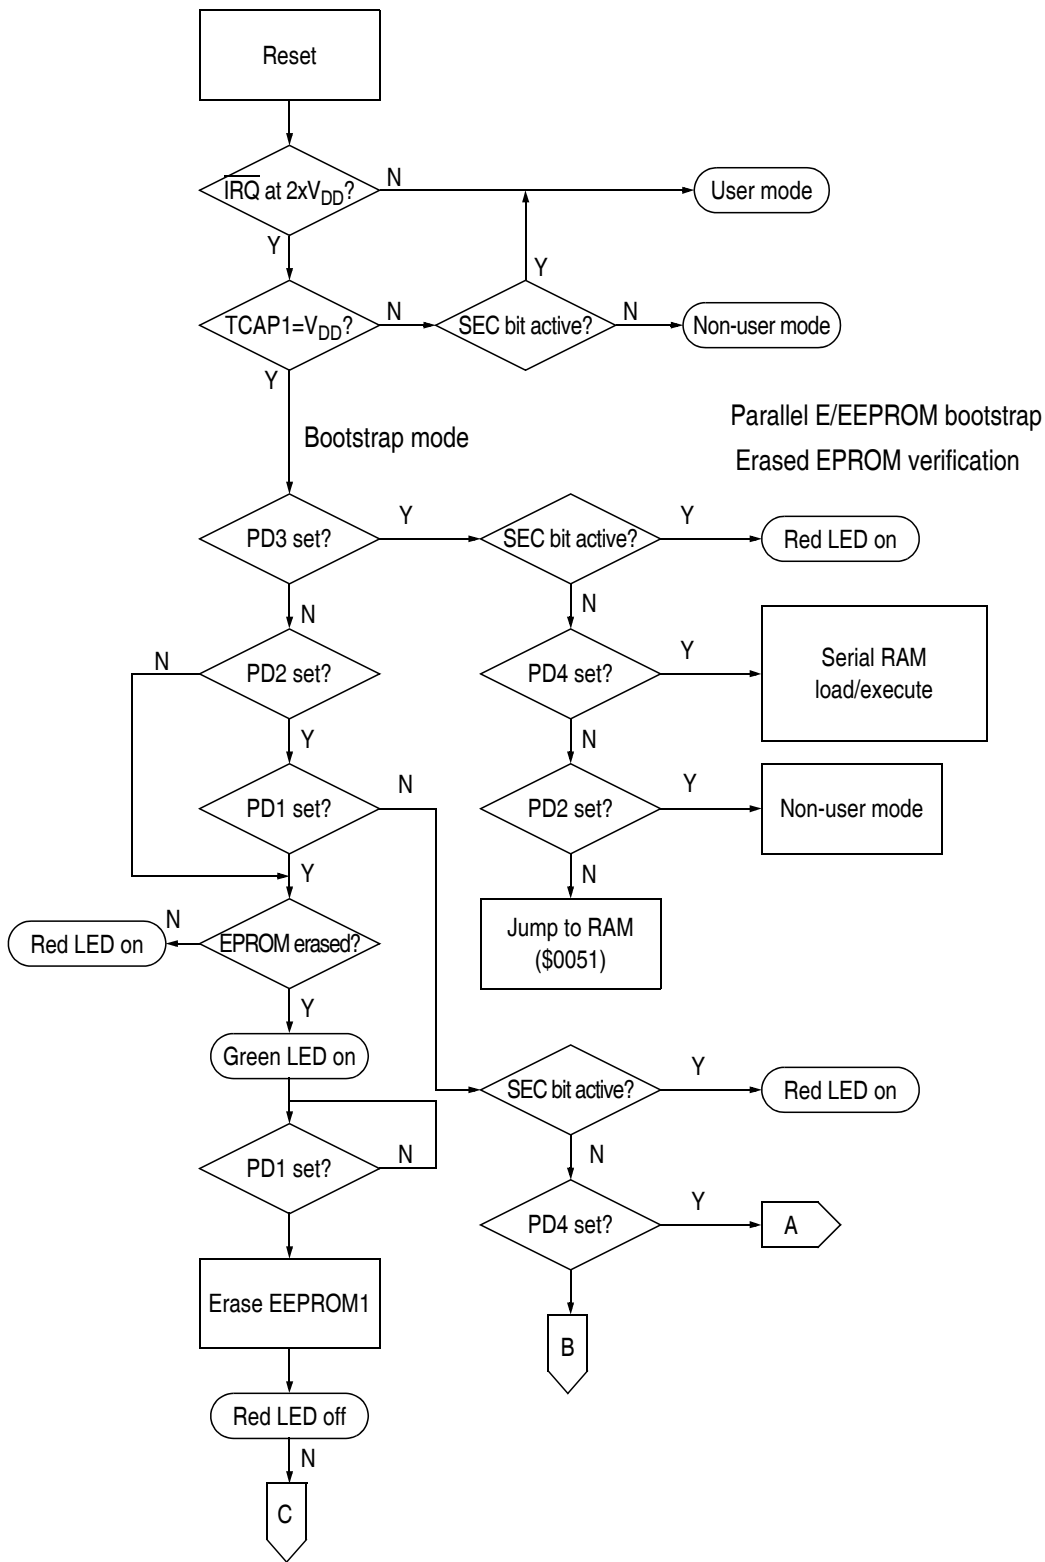 Reset
IRQ at 2xVDD?
N
User mode
Y
Y
TCAP1=VDD?
N
SEC bit active?
N
Non-user mode
Y
Bootstrap mode
Parallel E/EEPROM bootstrap
Erased EPROM verification
PD3 set?
Y
SEC bit active?
Y
Red LED on
N
N
N
PD2 set?
PD4 set?
Y
Serial RAM
load/execute
Y
N
PD1 set?
N
PD2 set?
Y
Non-user mode
Y
N
Red LED on
N
EPROM erased?
Jump to RAM
($0051)
Y
Green LED on
SEC bit active?
Y
Red LED on
PD1 set?
N
N
PD4 set?
Y
A
Erase EEPROM1
B
Red LED off
N
C